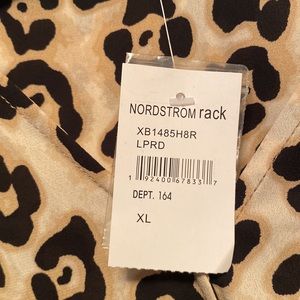 NORDSTROM rack
XB1485H8R
LPRD
1 92400 67833 7
DEPT. 164
XL